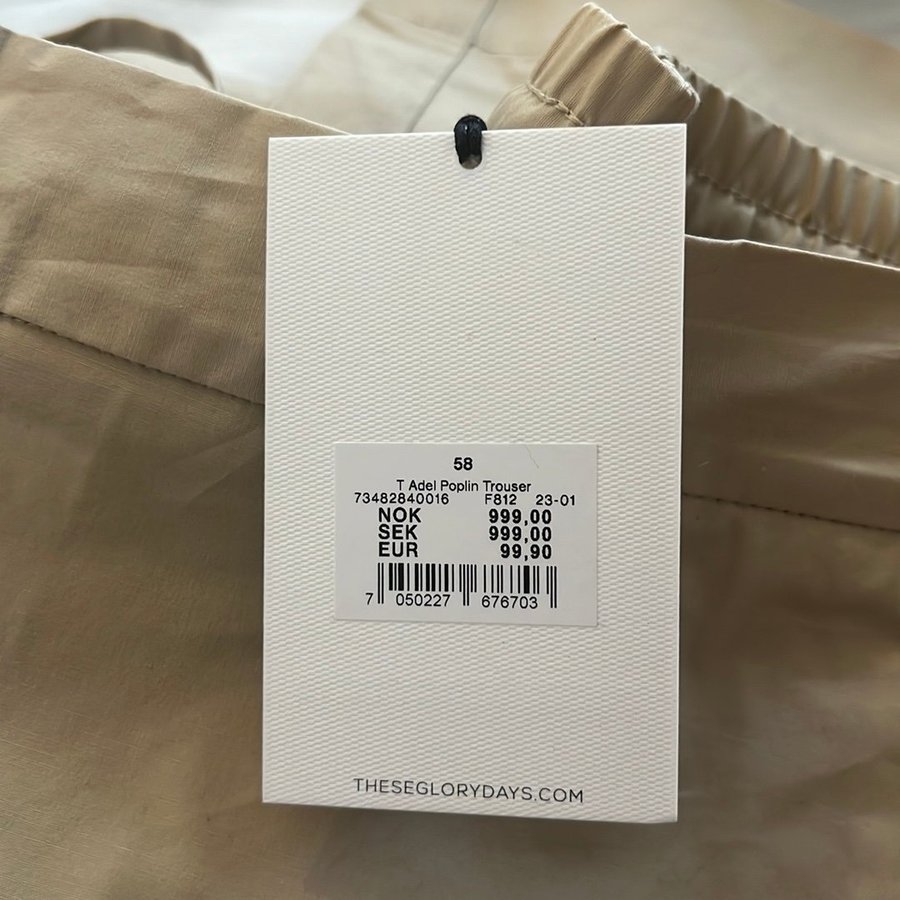 58
T Adel Poplin Trouser
73482840016 F812 23-01
NOK 999,00
SEK 999,00
EUR 99,90
7 050227 676703
THESEGLORYDAYS.COM